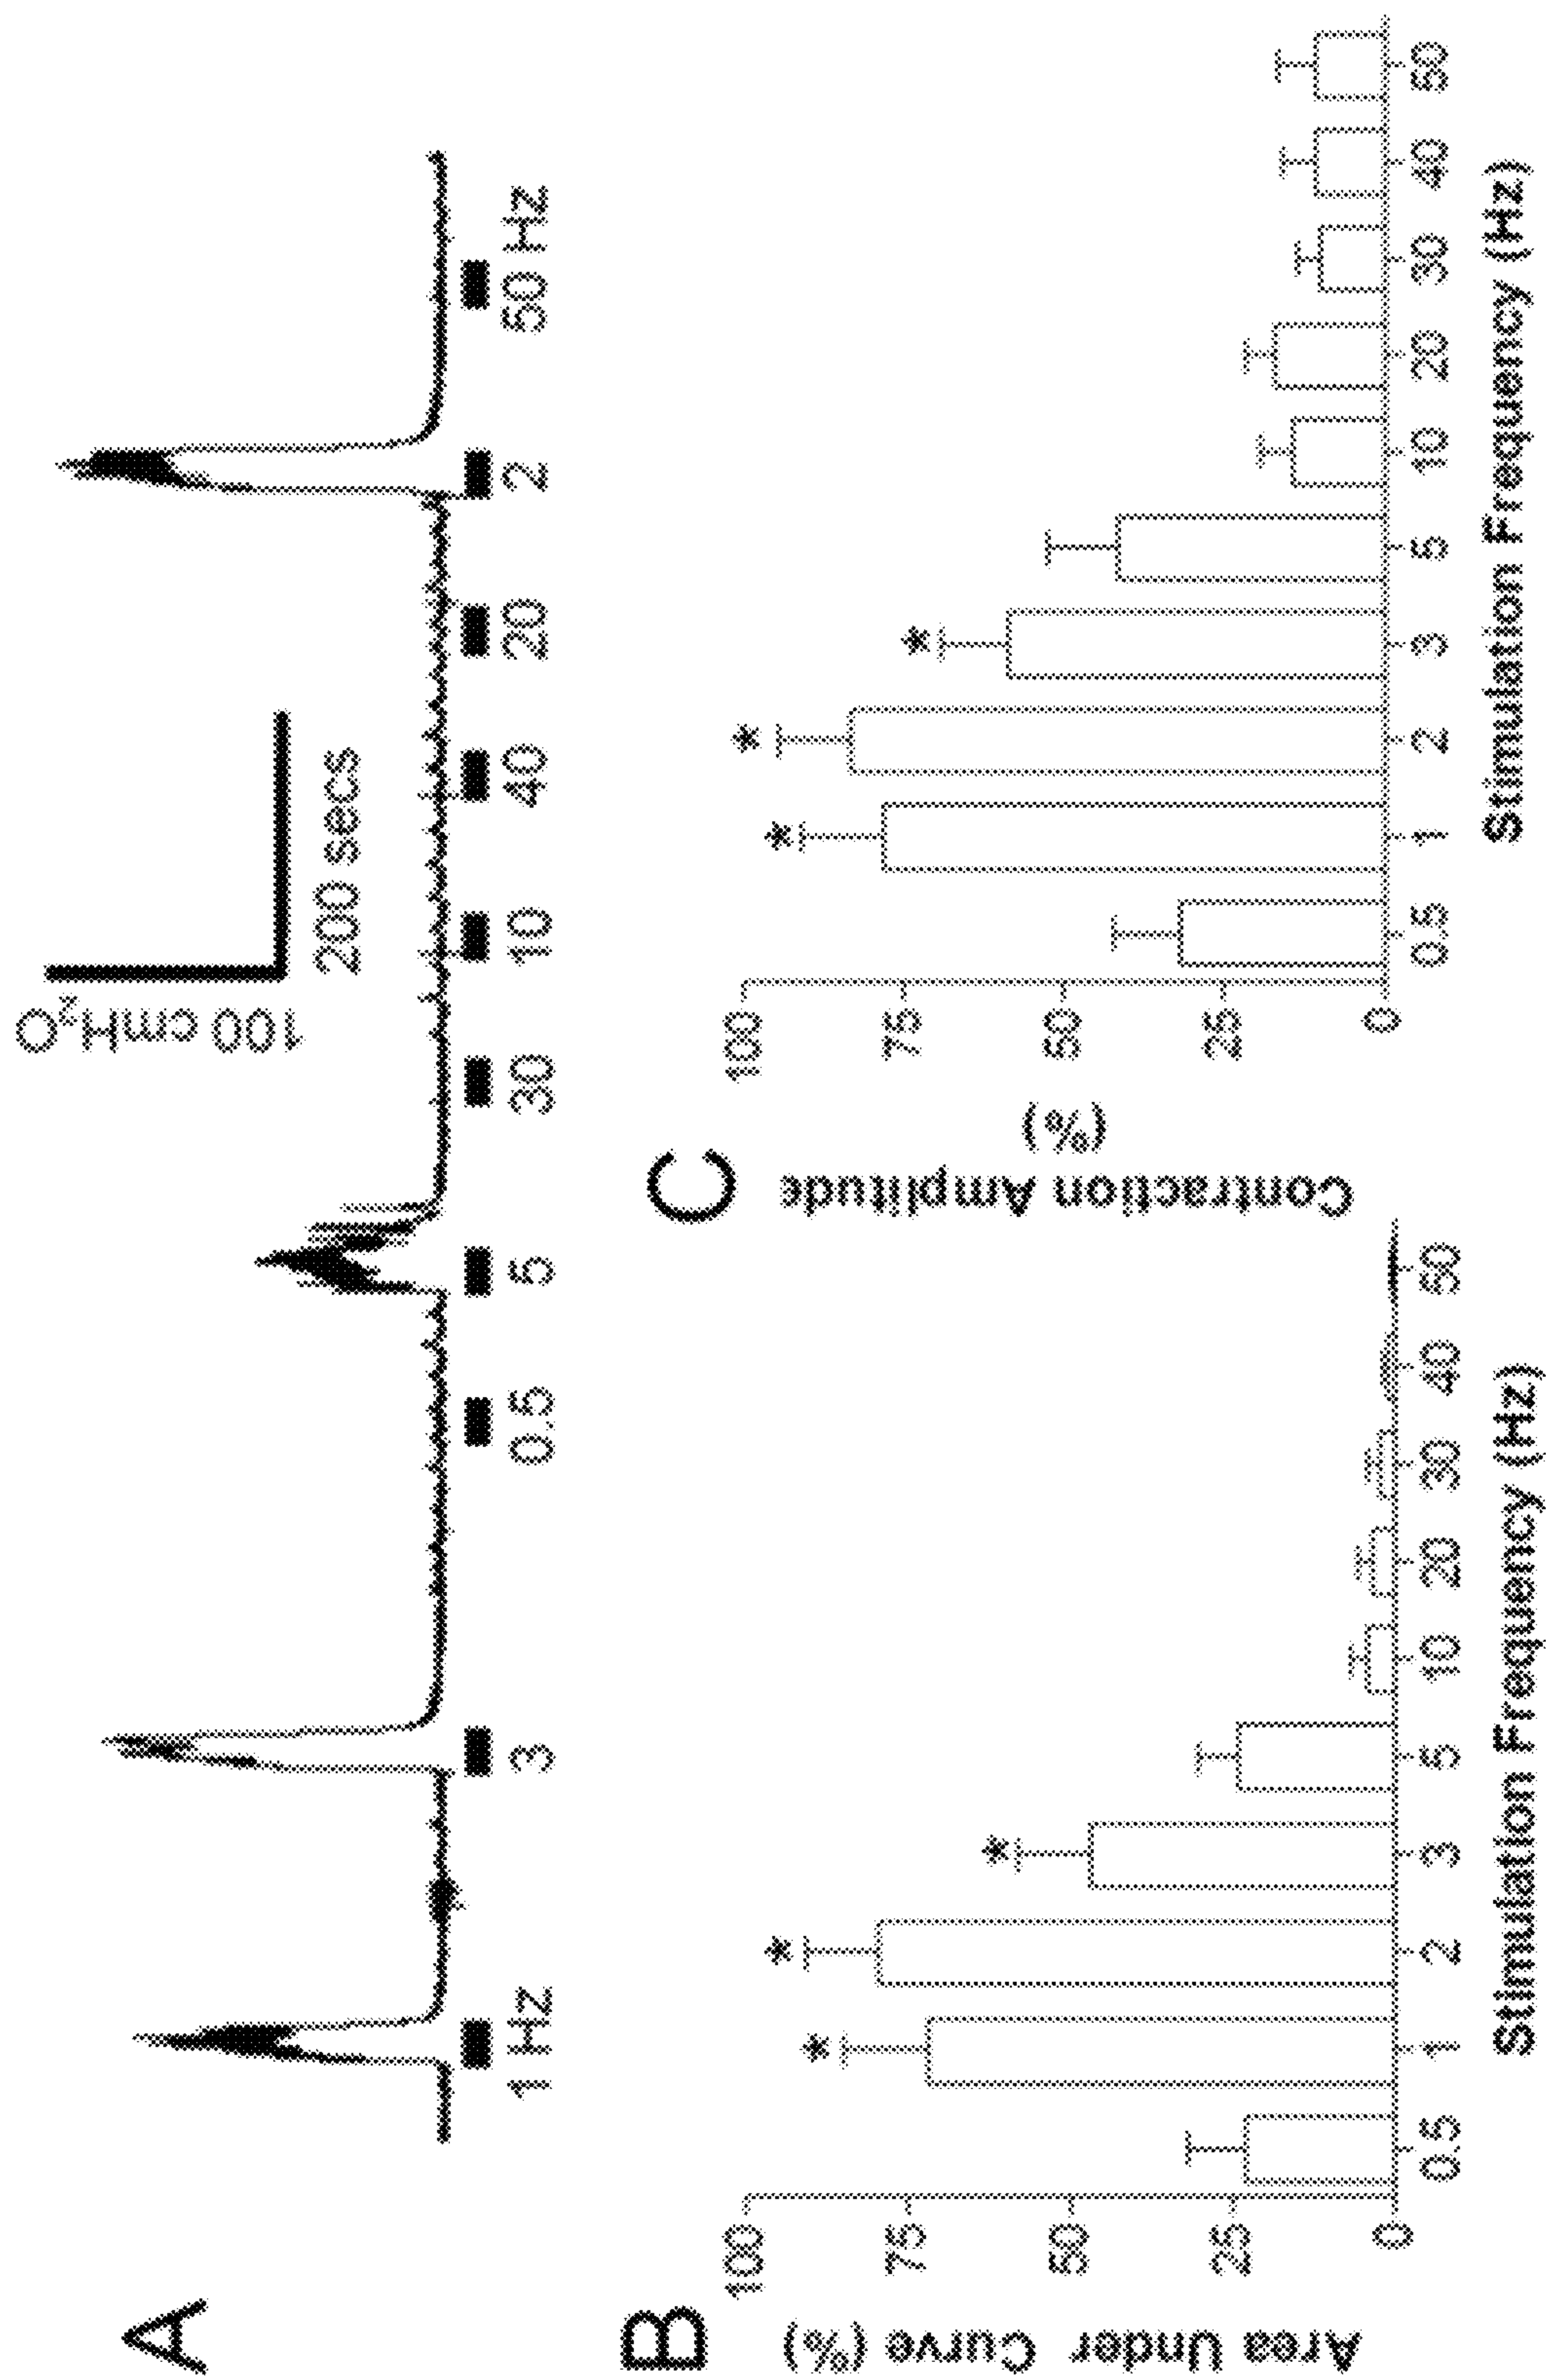 A
100 cmH2O
200 secs
1Hz 3 0.5 5 30 10 40 20 2 50 Hz
B
Area Under Curve (%)
100
75
50
25
0
0.5 1 2 3 5 10 20 30 40 50
Stimulation Frequency (Hz)
*
*
*
C
Contraction Amplitude
(%)
100
75
50
25
0
0.5 1 2 3 5 10 20 30 40 50
Stimulation Frequency (Hz)
*
*
*